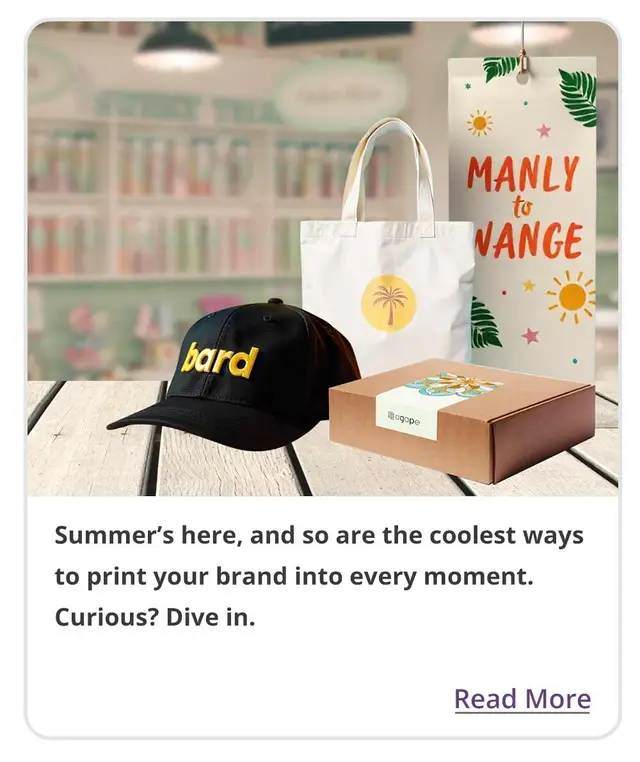 MANLY
to
WANGE
bard
agape
Summer’s here, and so are the coolest ways
to print your brand into every moment.
Curious? Dive in.
Read More